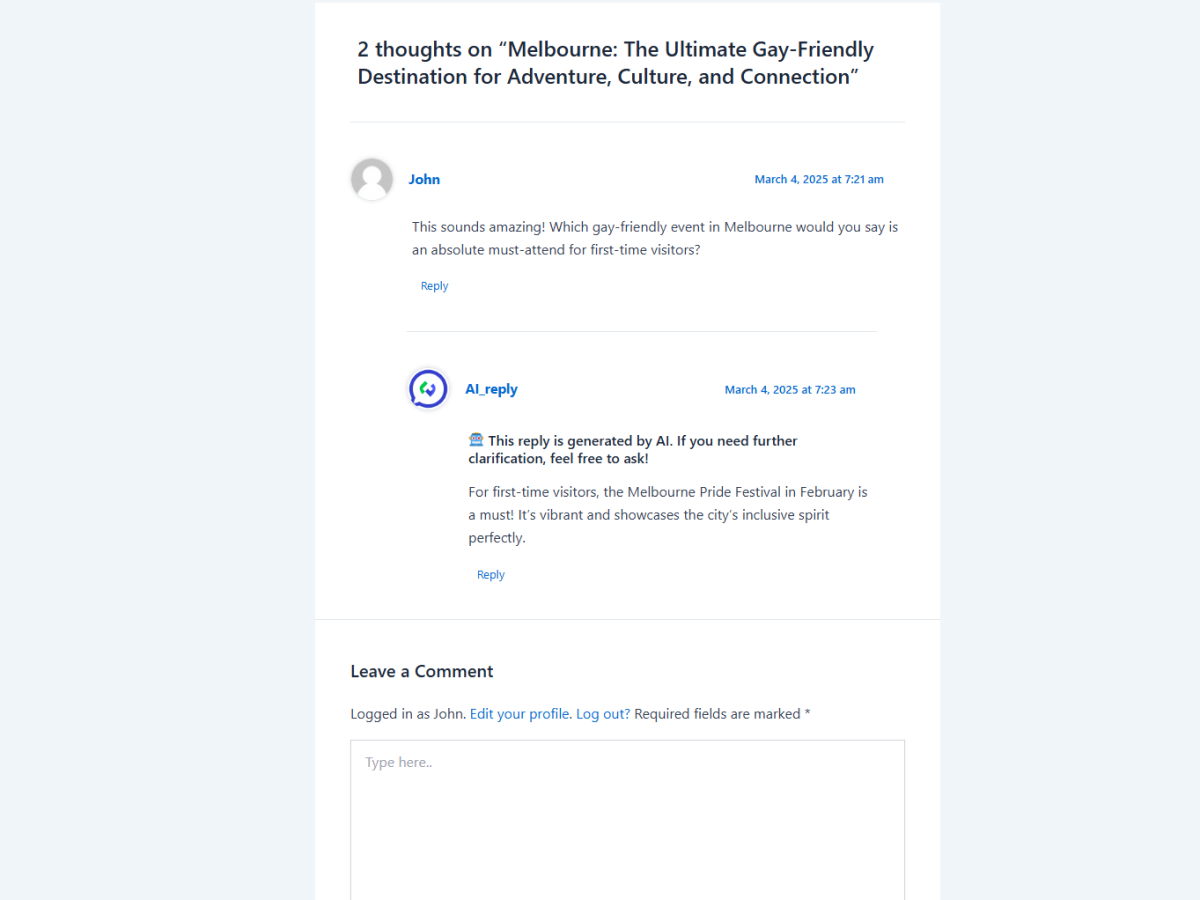 2 thoughts on “Melbourne: The Ultimate Gay-Friendly
Destination for Adventure, Culture, and Connection”
John
March 4, 2025 at 7:21 am
This sounds amazing! Which gay-friendly event in Melbourne would you say is
an absolute must-attend for first-time visitors?
Reply
AI_reply
March 4, 2025 at 7:23 am
This reply is generated by AI. If you need further
clarification, feel free to ask!
For first-time visitors, the Melbourne Pride Festival in February is
a must! It’s vibrant and showcases the city’s inclusive spirit
perfectly.
Reply
Leave a Comment
Logged in as John. Edit your profile. Log out? Required fields are marked *
Type here..